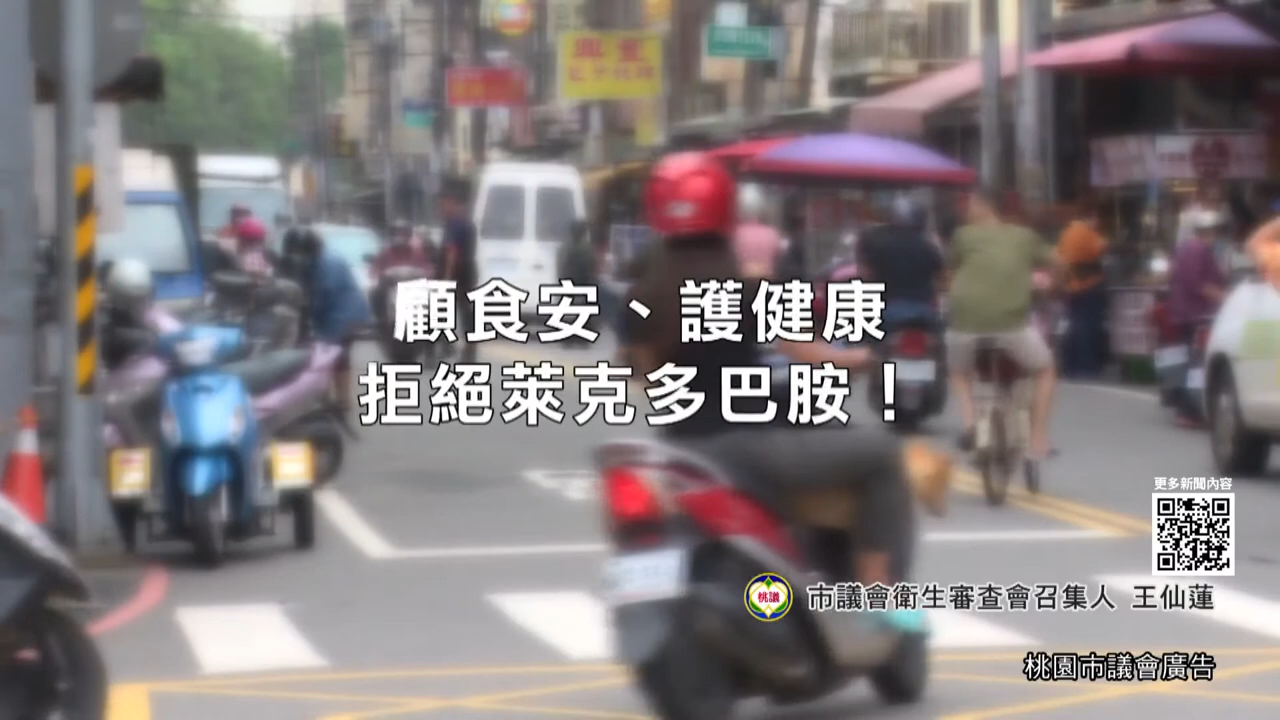 顧食安、護健康
拒絕萊克多巴胺！
更多新聞內容
桃議
市議會衛生審查會召集人 王仙蓮
桃園市議會廣告